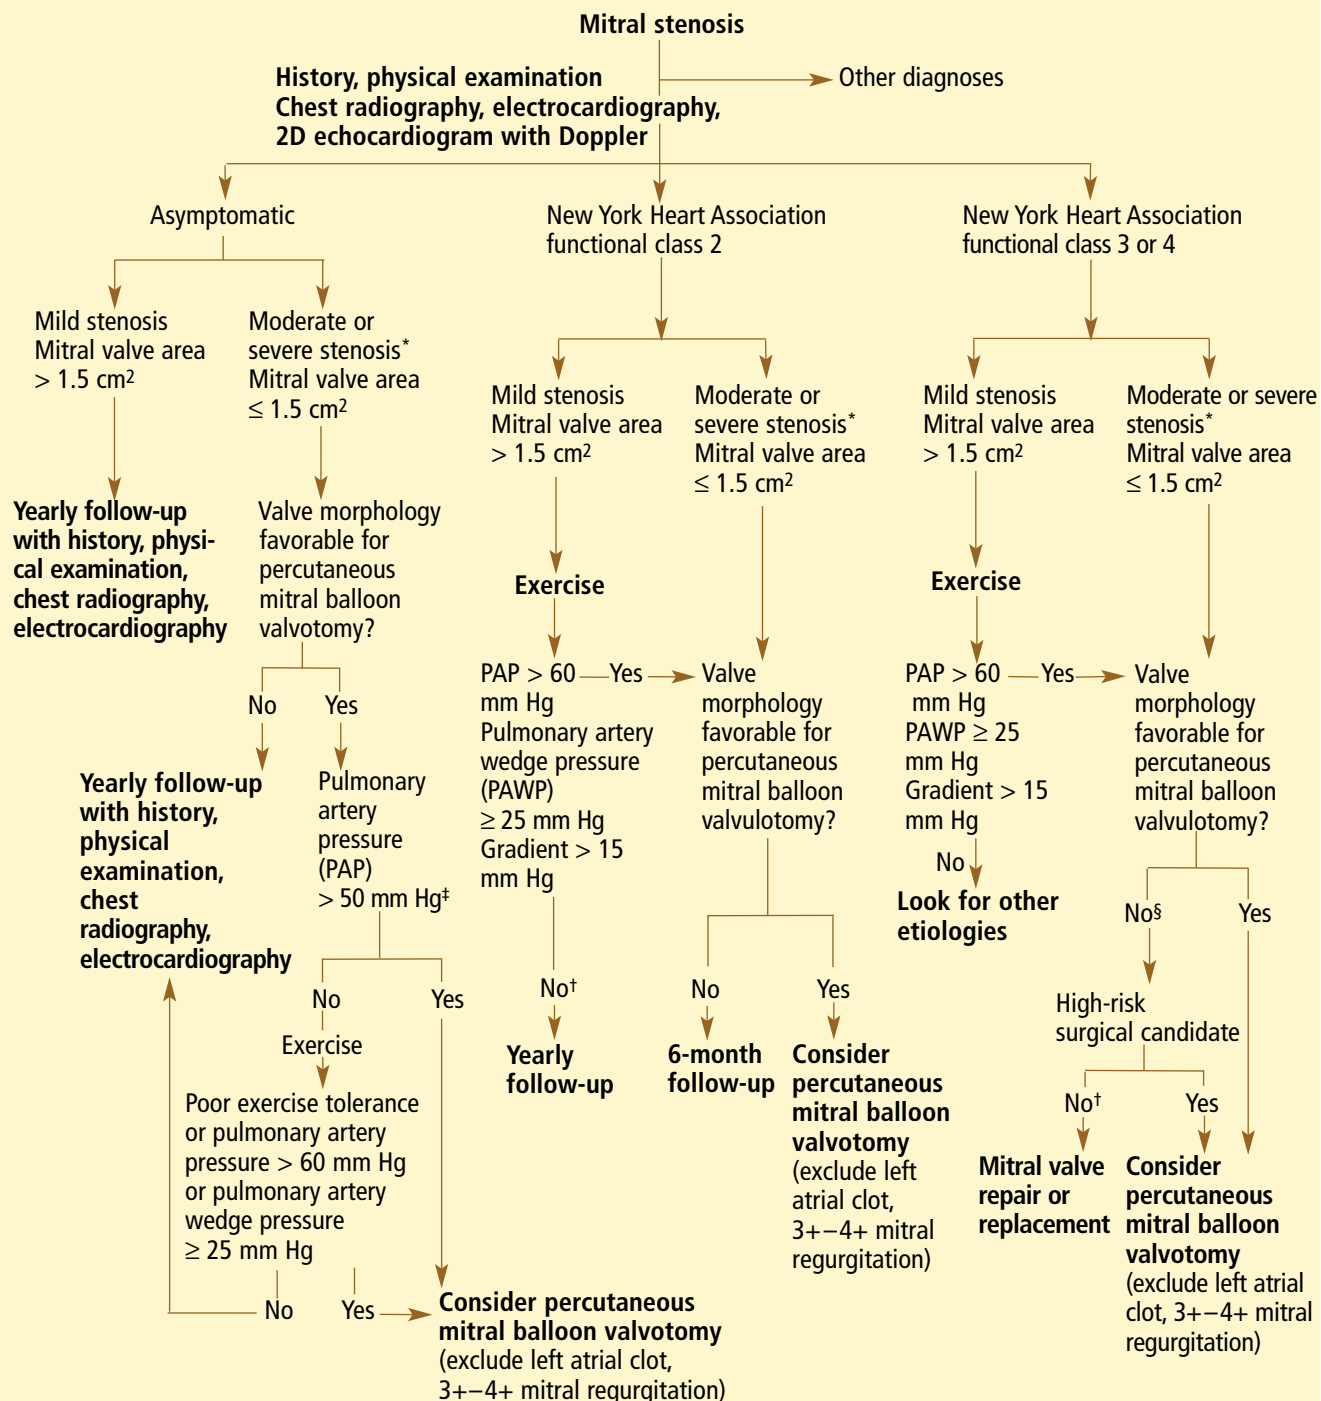 Mitral stenosis
History, physical examination
Chest radiography, electrocardiography,
2D echocardiogram with Doppler
Other diagnoses
Asymptomatic
Mild stenosis
Mitral valve area
> 1.5 cm²
Yearly follow-up
with history, physi-
cal examination,
chest radiography,
electrocardiography
Moderate or
severe stenosis*
Mitral valve area
≤ 1.5 cm²
Valve morphology
favorable for
percutaneous
mitral balloon
valvotomy?
No
Yes
Yearly follow-up
with history,
physical
examination,
chest
radiography,
electrocardiography
Pulmonary
artery
pressure
(PAP)
> 50 mm Hg‡
No
Yes
Exercise
Poor exercise tolerance
or pulmonary artery
pressure > 60 mm Hg
or pulmonary artery
wedge pressure
≥ 25 mm Hg
No
Yes
Consider percutaneous
mitral balloon valvotomy
(exclude left atrial clot,
3+–4+ mitral regurgitation)
New York Heart Association
functional class 2
Mild stenosis
Mitral valve area
> 1.5 cm²
Exercise
PAP > 60
mm Hg
Pulmonary artery
wedge pressure
(PAWP)
≥ 25 mm Hg
Gradient > 15
mm Hg
Yes
No†
Yearly
follow-up
Moderate or
severe stenosis*
Mitral valve area
≤ 1.5 cm²
Valve
morphology
favorable for
percutaneous
mitral balloon
valvulotomy?
No
Yes
6-month
follow-up
Consider
percutaneous
mitral balloon
valvotomy
(exclude left
atrial clot,
3+–4+ mitral
regurgitation)
New York Heart Association
functional class 3 or 4
Mild stenosis
Mitral valve area
> 1.5 cm²
Exercise
PAP > 60
mm Hg
PAWP ≥ 25
mm Hg
Gradient > 15
mm Hg
Yes
No
Look for other
etiologies
Moderate or severe
stenosis*
Mitral valve area
≤ 1.5 cm²
Valve
morphology
favorable for
percutaneous
mitral balloon
valvulotomy?
No§
Yes
High-risk
surgical candidate
No†
Yes
Mitral valve
repair or
replacement
Consider
percutaneous
mitral balloon
valvotomy
(exclude left atrial
clot, 3+–4+ mitral
regurgitation)